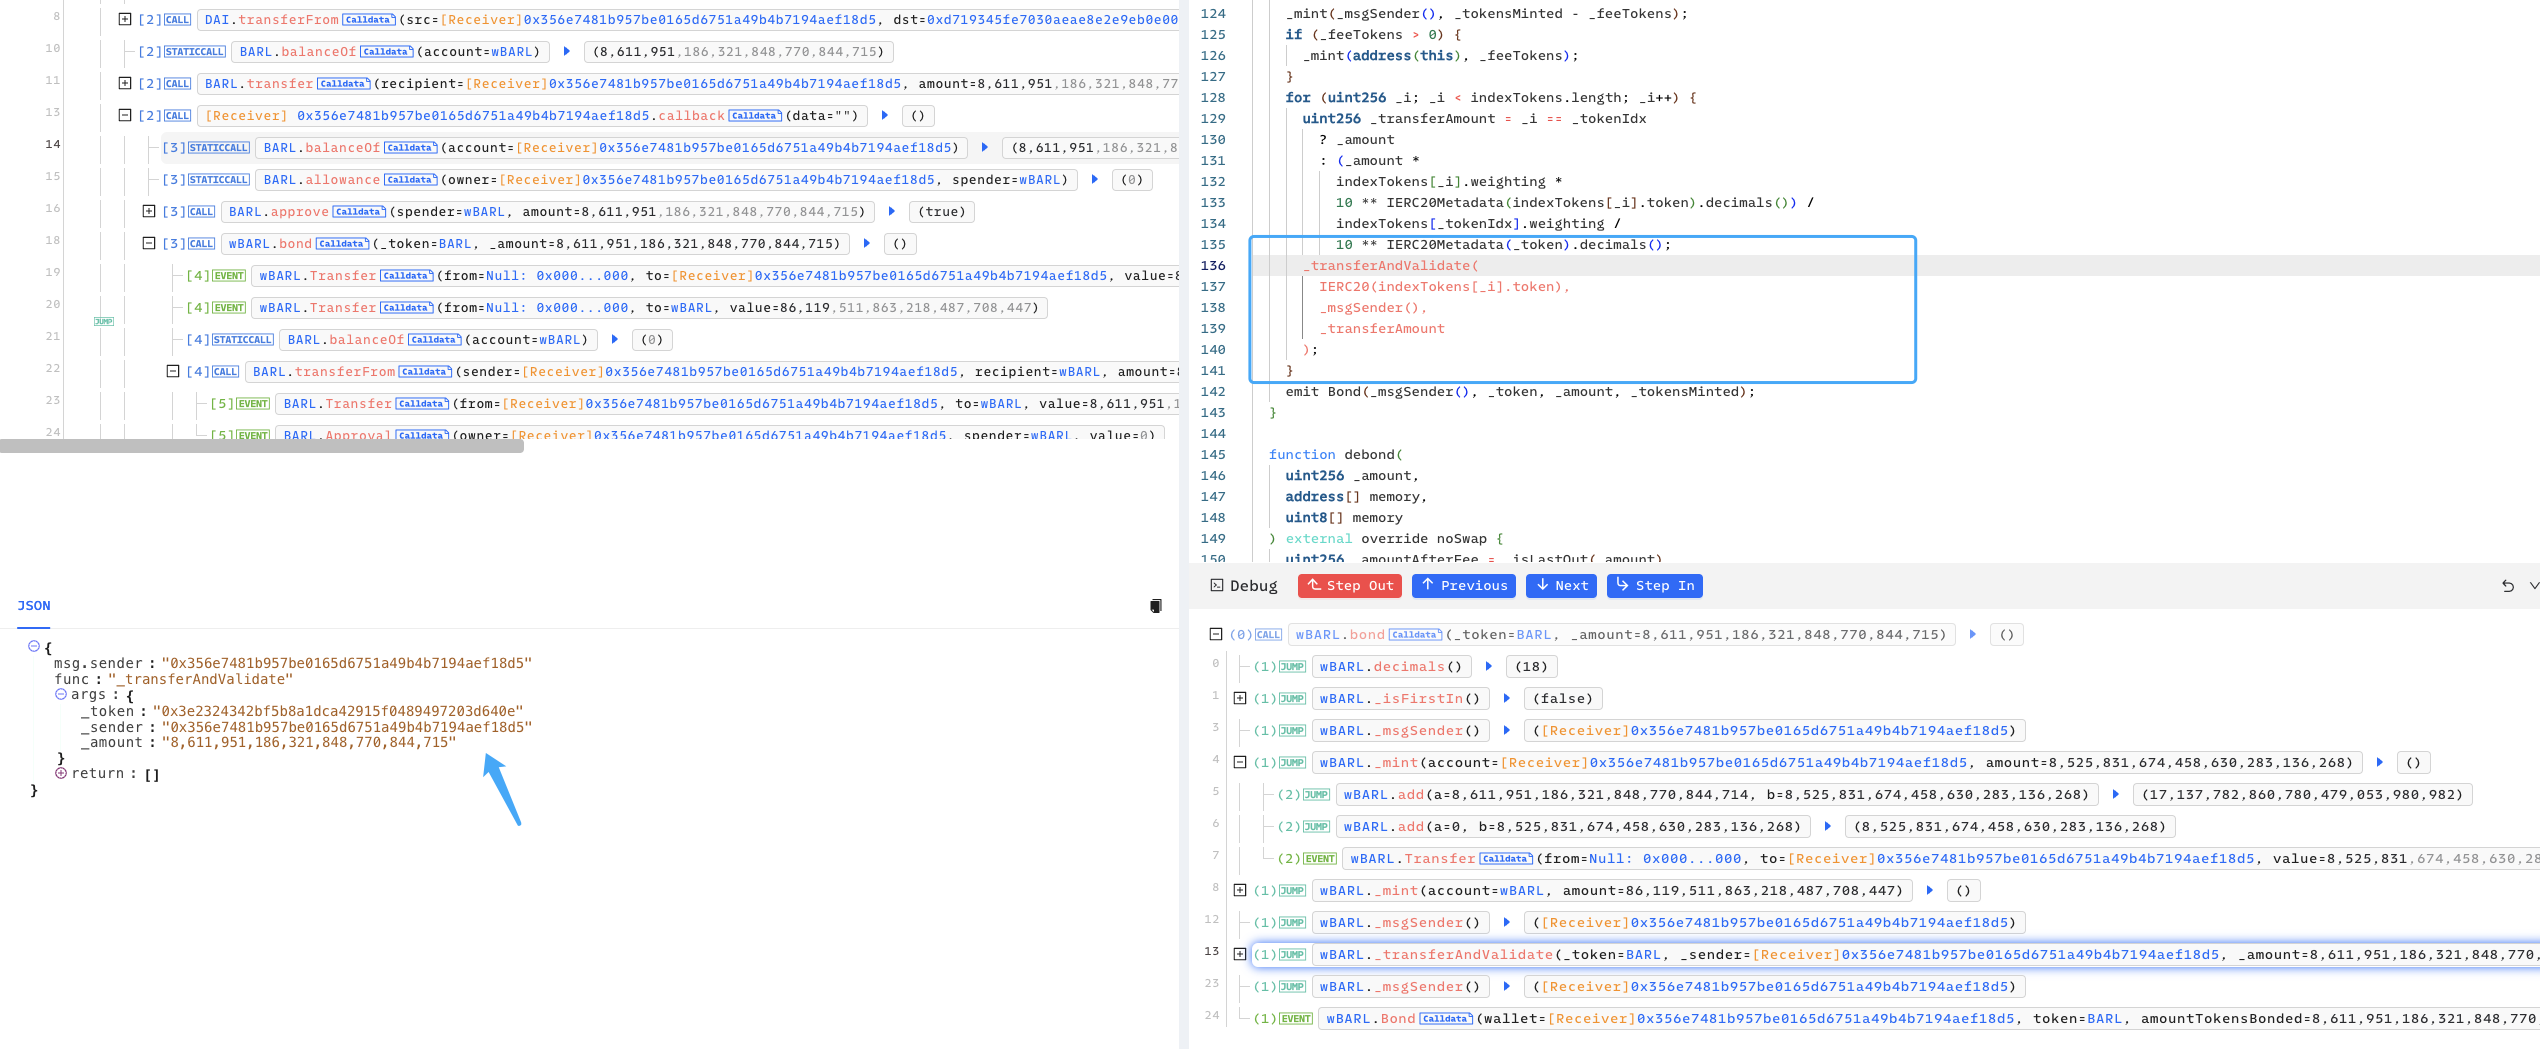 8 [2]CALL DAI.transferFrom Calldata (src=[Receiver]0x356e7481b957be0165d6751a49b4b7194aef18d5, dst=0xd719345fe7030aeae8e2e9eb0e00
10 [2]STATICCALL BARL.balanceOf Calldata (account=wBARL) (8,611,951,186,321,848,770,844,715)
11 [2]CALL BARL.transfer Calldata (recipient=[Receiver]0x356e7481b957be0165d6751a49b4b7194aef18d5, amount=8,611,951,186,321,848,77
13 [2]CALL [Receiver] 0x356e7481b957be0165d6751a49b4b7194aef18d5.callback Calldata (data="") ()
14 [3]STATICCALL BARL.balanceOf Calldata (account=[Receiver]0x356e7481b957be0165d6751a49b4b7194aef18d5) (8,611,951,186,321,8
15 [3]STATICCALL BARL.allowance Calldata (owner=[Receiver]0x356e7481b957be0165d6751a49b4b7194aef18d5, spender=wBARL) (0)
16 [3]CALL BARL.approve Calldata (spender=wBARL, amount=8,611,951,186,321,848,770,844,715) (true)
18 [3]CALL wBARL.bond Calldata (_token=BARL, _amount=8,611,951,186,321,848,770,844,715) ()
19 [4]EVENT wBARL.Transfer Calldata (from=Null: 0x000...000, to=[Receiver]0x356e7481b957be0165d6751a49b4b7194aef18d5, value=8
20 [4]EVENT wBARL.Transfer Calldata (from=Null: 0x000...000, to=wBARL, value=86,119,511,863,218,487,708,447)
JUMP
21 [4]STATICCALL BARL.balanceOf Calldata (account=wBARL) (0)
22 [4]CALL BARL.transferFrom Calldata (sender=[Receiver]0x356e7481b957be0165d6751a49b4b7194aef18d5, recipient=wBARL, amount=8
23 [5]EVENT BARL.Transfer Calldata (from=[Receiver]0x356e7481b957be0165d6751a49b4b7194aef18d5, to=wBARL, value=8,611,951,1
24 [5]EVENT BARL.Approval Calldata (owner=[Receiver]0x356e7481b957be0165d6751a49b4b7194aef18d5, spender=wBARL, value=0)
JSON
{
msg.sender : "0x356e7481b957be0165d6751a49b4b7194aef18d5"
func : "_transferAndValidate"
args : {
_token : "0x3e2324342bf5b8a1dca42915f0489497203d640e"
_sender : "0x356e7481b957be0165d6751a49b4b7194aef18d5"
_amount : "8,611,951,186,321,848,770,844,715"
}
return : []
}
124 _mint(_msgSender(), _tokensMinted - _feeTokens);
125 if (_feeTokens > 0) {
126 _mint(address(this), _feeTokens);
127 }
128 for (uint256 _i; _i < indexTokens.length; _i++) {
129 uint256 _transferAmount = _i == _tokenIdx
130 ? _amount
131 : (_amount *
132 indexTokens[_i].weighting *
133 10 ** IERC20Metadata(indexTokens[_i].token).decimals()) /
134 indexTokens[_tokenIdx].weighting /
135 10 ** IERC20Metadata(_token).decimals();
136 _transferAndValidate(
137 IERC20(indexTokens[_i].token),
138 _msgSender(),
139 _transferAmount
140 );
141 }
142 emit Bond(_msgSender(), _token, _amount, _tokensMinted);
143 }
144
145 function debond(
146 uint256 _amount,
147 address[] memory,
148 uint8[] memory
149 ) external override noSwap {
150 uint256 _amountAfterFee = _isLastOut(_amount)
Debug Step Out Previous Next Step In
(0)CALL wBARL.bond Calldata (_token=BARL, _amount=8,611,951,186,321,848,770,844,715) ()
0 (1)JUMP wBARL.decimals() (18)
1 (1)JUMP wBARL._isFirstIn() (false)
3 (1)JUMP wBARL._msgSender() ([Receiver]0x356e7481b957be0165d6751a49b4b7194aef18d5)
4 (1)JUMP wBARL._mint(account=[Receiver]0x356e7481b957be0165d6751a49b4b7194aef18d5, amount=8,525,831,674,458,630,283,136,268) ()
5 (2)JUMP wBARL.add(a=8,611,951,186,321,848,770,844,714, b=8,525,831,674,458,630,283,136,268) (17,137,782,860,780,479,053,980,982)
6 (2)JUMP wBARL.add(a=0, b=8,525,831,674,458,630,283,136,268) (8,525,831,674,458,630,283,136,268)
7 (2)EVENT wBARL.Transfer Calldata (from=Null: 0x000...000, to=[Receiver]0x356e7481b957be0165d6751a49b4b7194aef18d5, value=8,525,831,674,458,630,28
8 (1)JUMP wBARL._mint(account=wBARL, amount=86,119,511,863,218,487,708,447) ()
12 (1)JUMP wBARL._msgSender() ([Receiver]0x356e7481b957be0165d6751a49b4b7194aef18d5)
13 (1)JUMP wBARL._transferAndValidate(_token=BARL, _sender=[Receiver]0x356e7481b957be0165d6751a49b4b7194aef18d5, _amount=8,611,951,186,321,848,770,
23 (1)JUMP wBARL._msgSender() ([Receiver]0x356e7481b957be0165d6751a49b4b7194aef18d5)
24 (1)EVENT wBARL.Bond Calldata (wallet=[Receiver]0x356e7481b957be0165d6751a49b4b7194aef18d5, token=BARL, amountTokensBonded=8,611,951,186,321,848,770